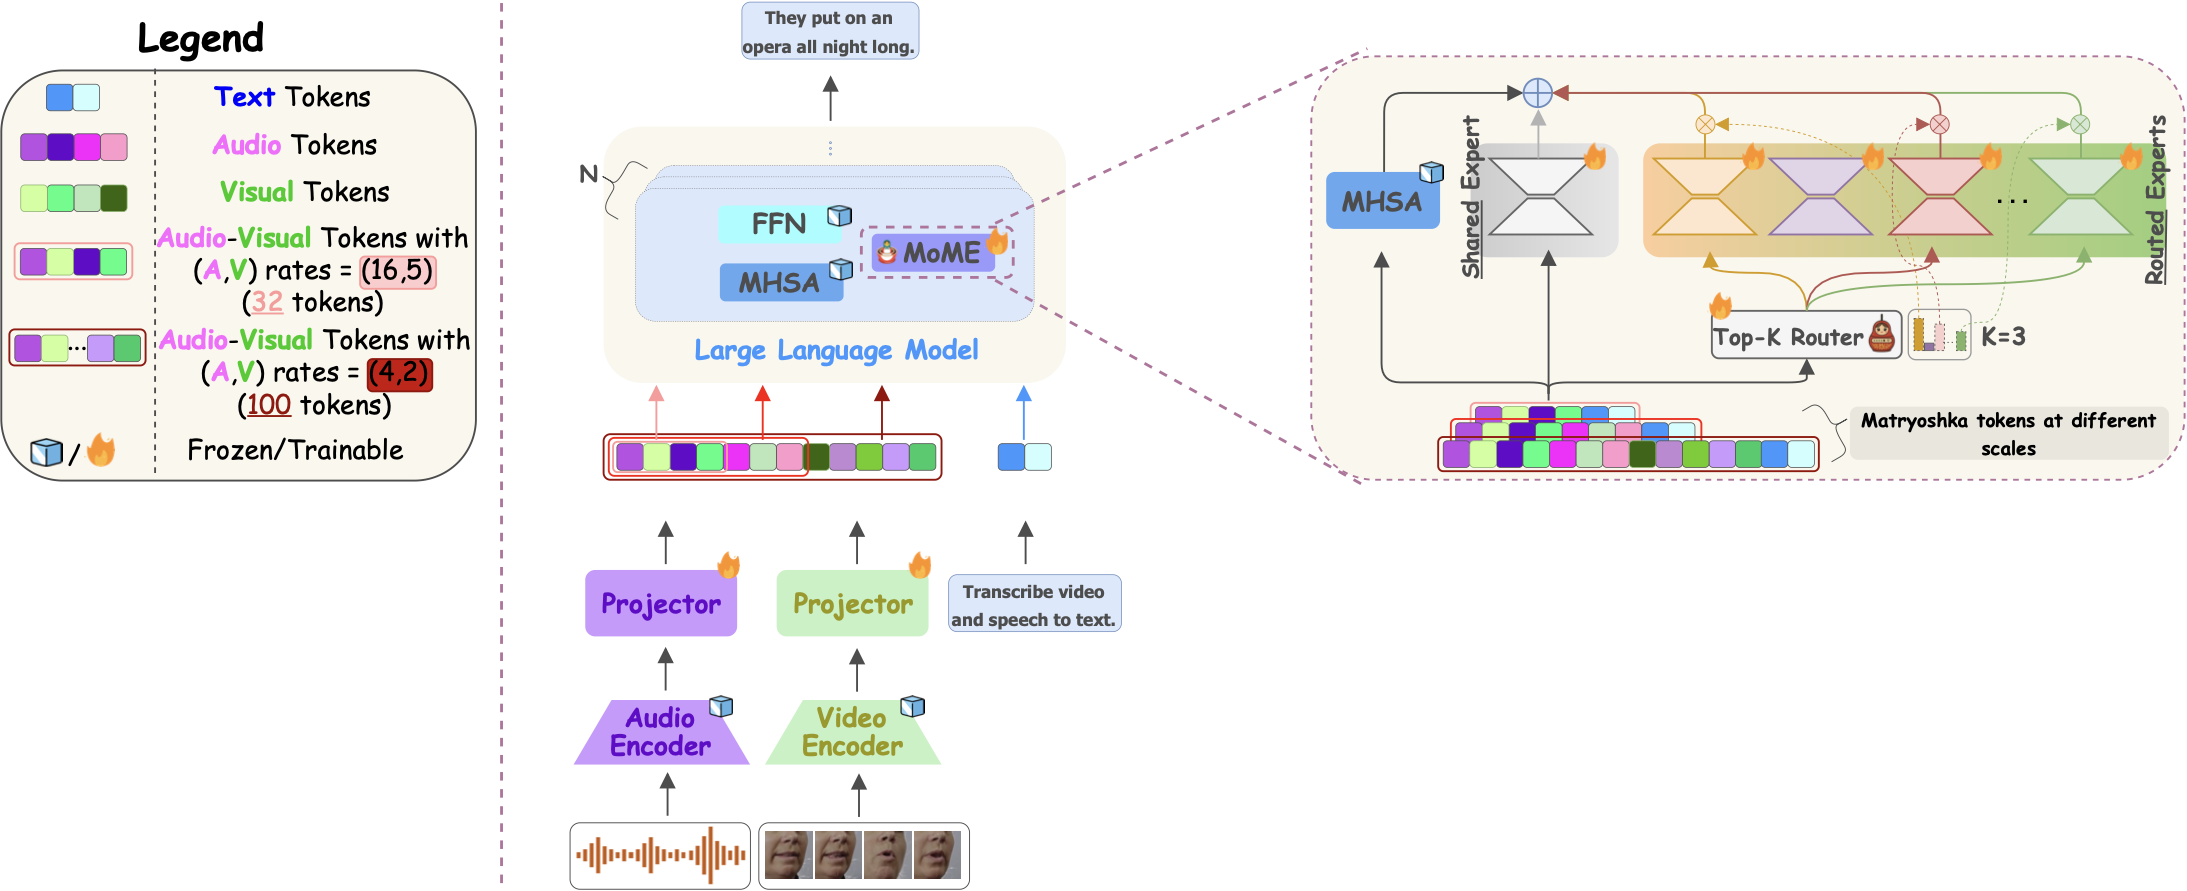 Legend
Text Tokens
Audio Tokens
Visual Tokens
Audio-Visual Tokens with
(A,V) rates = (16,5)
(32 tokens)
...
Audio-Visual Tokens with
(A,V) rates = (4,2)
(100 tokens)
/
Frozen/Trainable
They put on an
opera all night long.
N
FFN
MoME
MHSA
Large Language Model
Projector
Projector
Transcribe video
and speech to text.
Audio
Encoder
Video
Encoder
MHSA
Shared Expert
...
Routed Experts
Top-K Router
K=3
Matryoshka tokens at different
scales